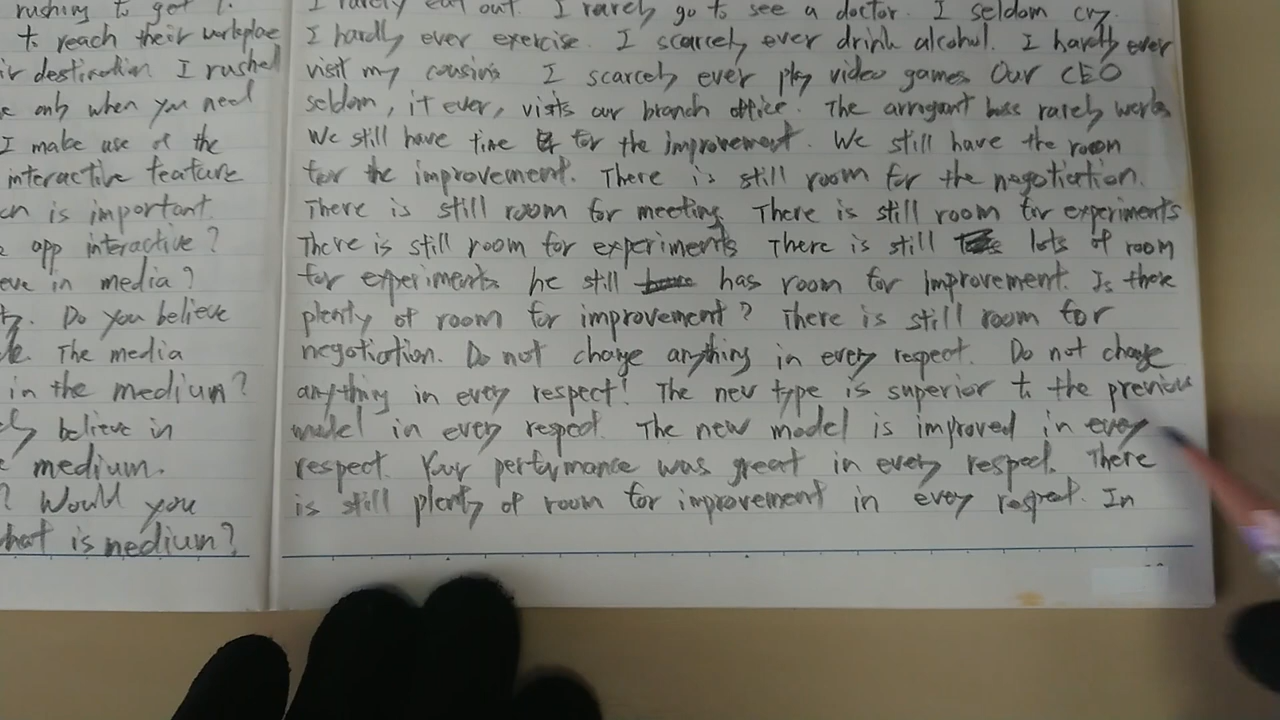 rushing to get
to reach their workplace
destination I rushed
only when you need
I make use of the
interactive feature
is important.
app interactive?
in media?
Do you believe
The media
in the medium?
believe in
medium.
? Would you
what is medium?
I rarely eat out. I rarely go to see a doctor. I seldom cry.
I hardly ever exercise. I scarcely ever drink alcohol. I hardly ever
visit my cousins I scarcely ever play video games Our CEO
seldom, if ever, visits our branch office. The arrogant boss rarely works
We still have time for the improvement. We still have the room
for the improvement. There is still room for the negotiation.
There is still room for meeting. There is still room for experiments
There is still room for experiments There is still lots of room
for experiments he still has room for improvement. Is there
plenty of room for improvement? There is still room for
negotiation. Do not change anything in every respect. Do not change
anything in every respect! The new type is superior to the previous
model in every respect. The new model is improved in every
respect. Your performance was great in every respect. There
is still plenty of room for improvement in every respect. In